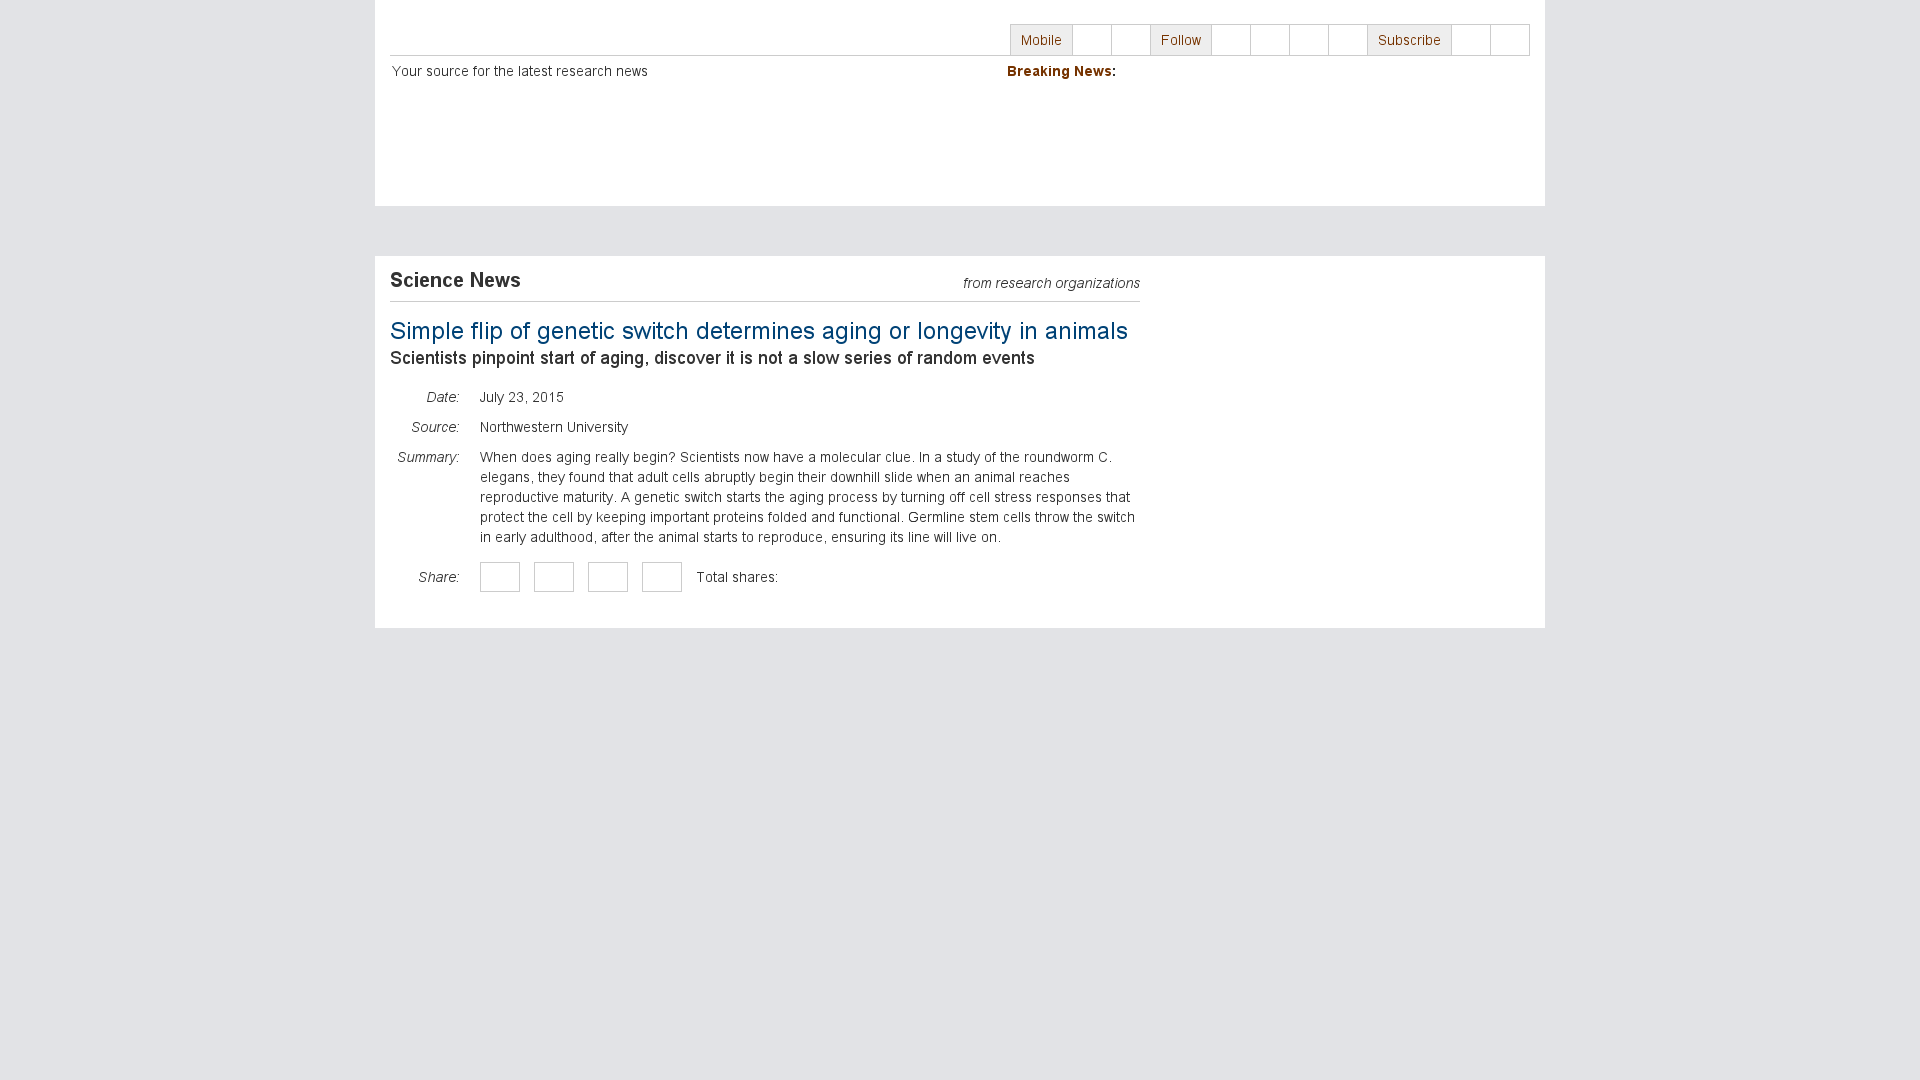 Mobile Follow Subscribe
Your source for the latest research news Breaking News:
Science News from research organizations
Simple flip of genetic switch determines aging or longevity in animals
Scientists pinpoint start of aging, discover it is not a slow series of random events
Date: July 23, 2015
Source: Northwestern University
Summary: When does aging really begin? Scientists now have a molecular clue. In a study of the roundworm C.
elegans, they found that adult cells abruptly begin their downhill slide when an animal reaches
reproductive maturity. A genetic switch starts the aging process by turning off cell stress responses that
protect the cell by keeping important proteins folded and functional. Germline stem cells throw the switch
in early adulthood, after the animal starts to reproduce, ensuring its line will live on.
Share: Total shares: